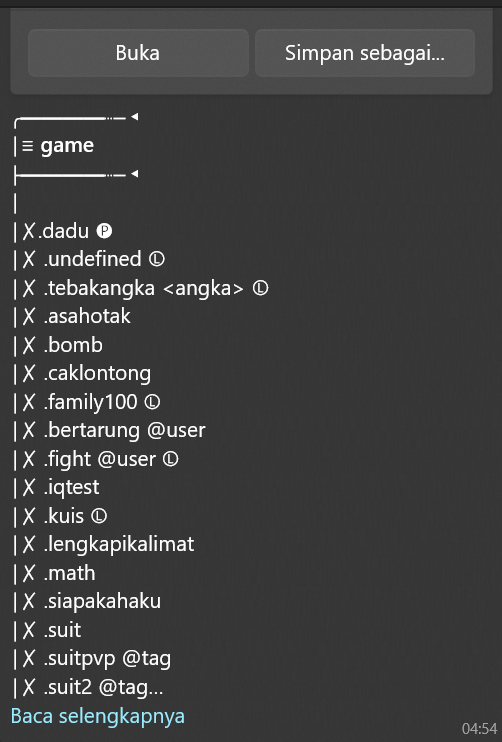 Buka
Simpan sebagai...
╭─────────┈─ ◂
│≡ game
├─────────┈─ ◂
│
│✗.dadu Ⓟ
│✗ .undefined Ⓛ
│✗ .tebakangka <angka> Ⓛ
│✗ .asahotak
│✗ .bomb
│✗ .caklontong
│✗ .family100 Ⓛ
│✗ .bertarung @user
│✗ .fight @user Ⓛ
│✗ .iqtest
│✗ .kuis Ⓛ
│✗ .lengkapikalimat
│✗ .math
│✗ .siapakahaku
│✗ .suit
│✗ .suitpvp @tag
│✗ .suit2 @tag...
Baca selengkapnya
04:54